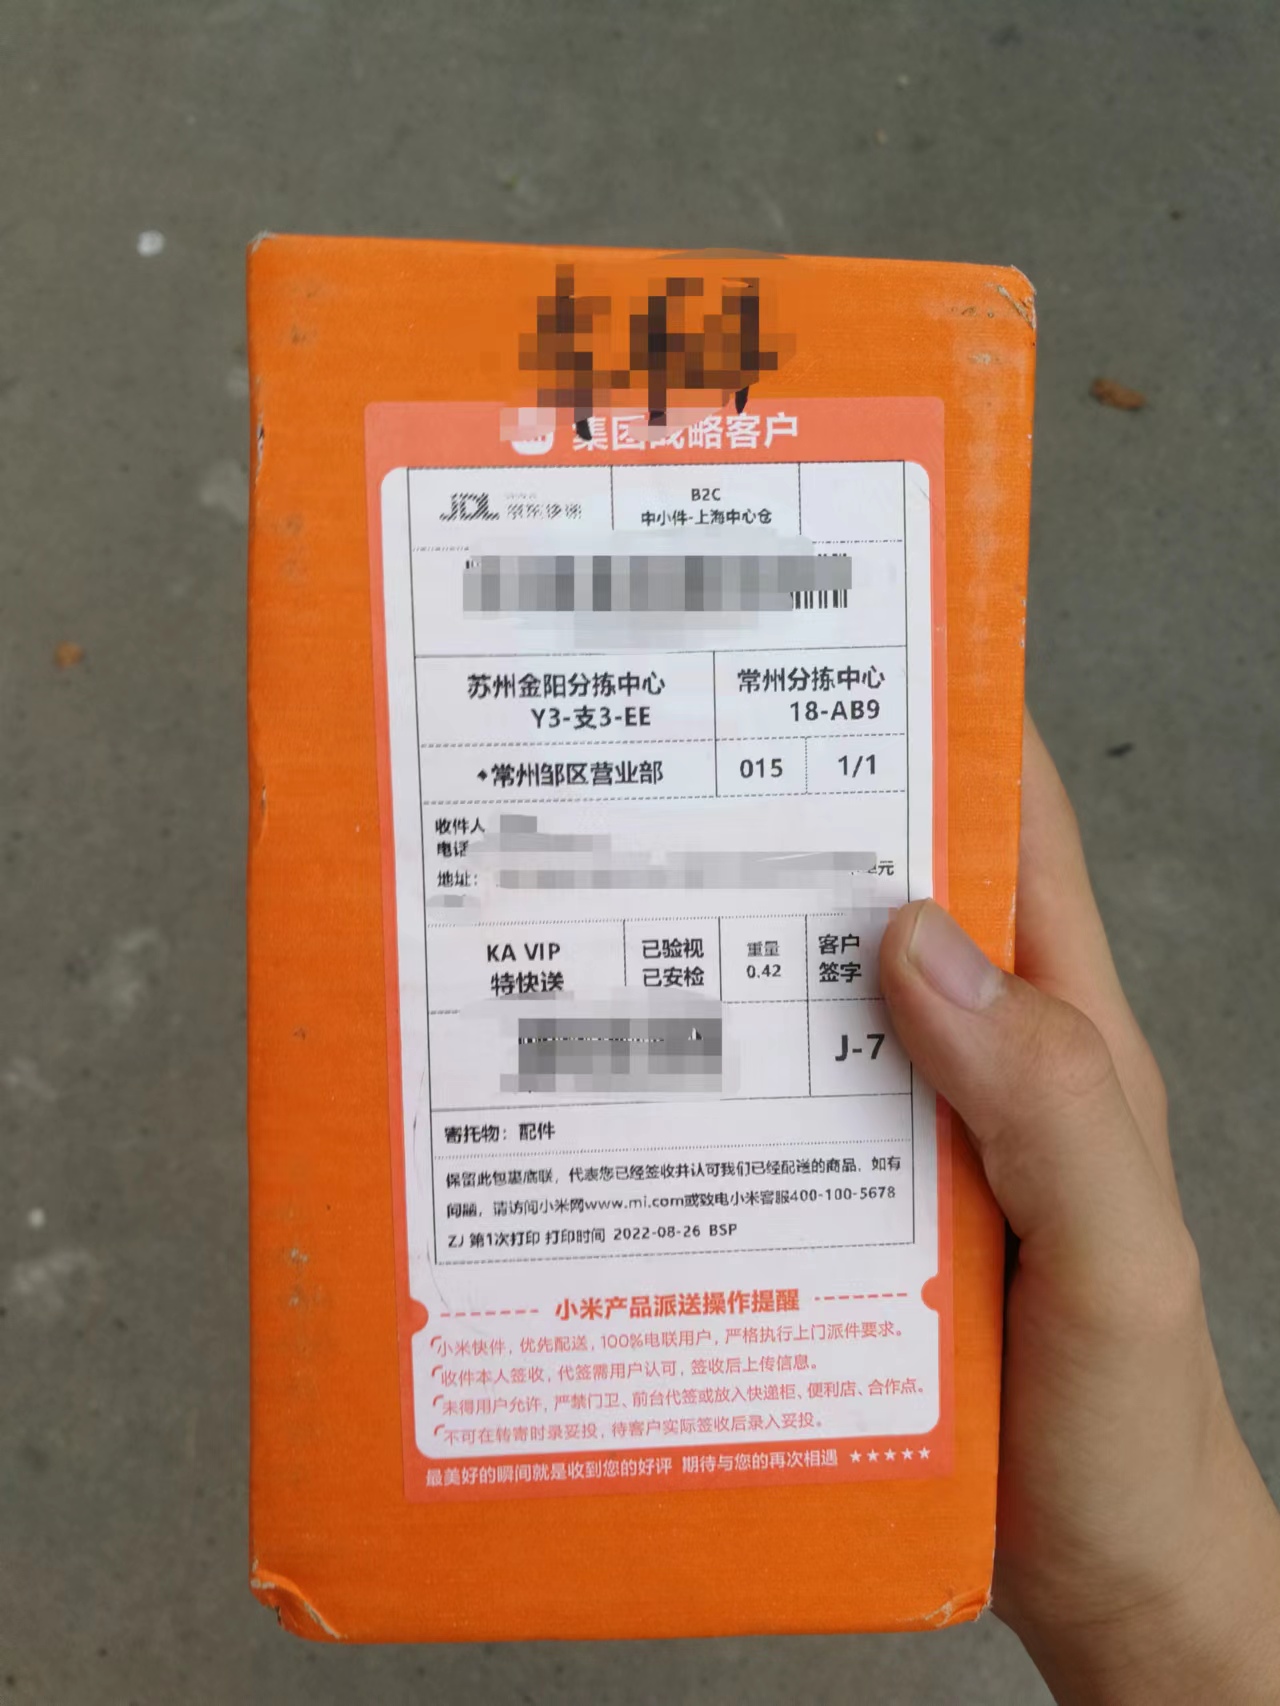 集团战略客户
JDL 京东快递
B2C
中小件-上海中心仓
苏州金阳分拣中心
Y3-支3-EE
常州分拣中心
18-AB9
常州邹区营业部
015
1/1
收件人
电话
地址：
元
KA VIP
特快送
已验视
已安检
重量
0.42
客户
签字
J-7
寄托物：配件
保留此包裹底联，代表您已经签收并认可我们已经配送的商品，如有
问题，请访问小米网www.mi.com或致电小米客服400-100-5678
ZJ 第1次打印 打印时间 2022-08-26 BSP
小米产品派送操作提醒
小米快件，优先配送，100%电联用户，严格执行上门派件要求。
收件本人签收，代签需用户认可，签收后上传信息。
未得用户允许，严禁门卫、前台代签或放入快递柜、便利店、合作点。
不可在转寄时录妥投，待客户实际签收后录入妥投。
最美好的瞬间就是收到您的好评 期待与您的再次相遇 ★★★★★